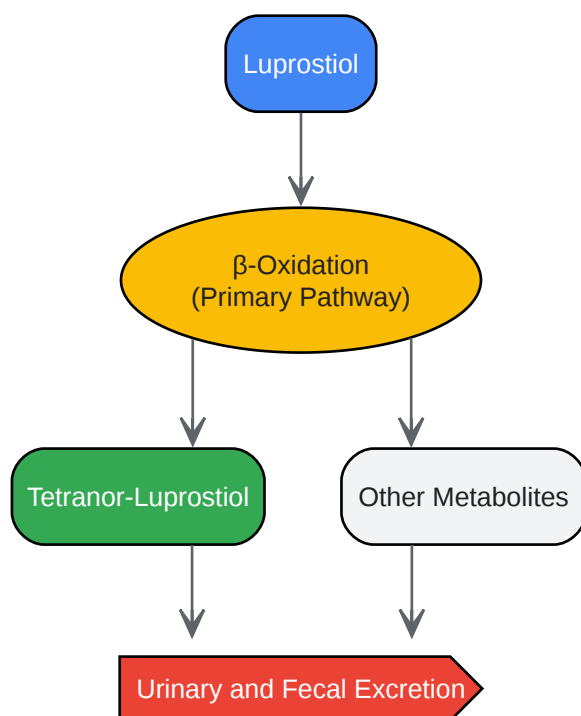 Luprostiol
β-Oxidation
(Primary Pathway)
Tetranor-Luprostiol
Other Metabolites
Urinary and Fecal Excretion